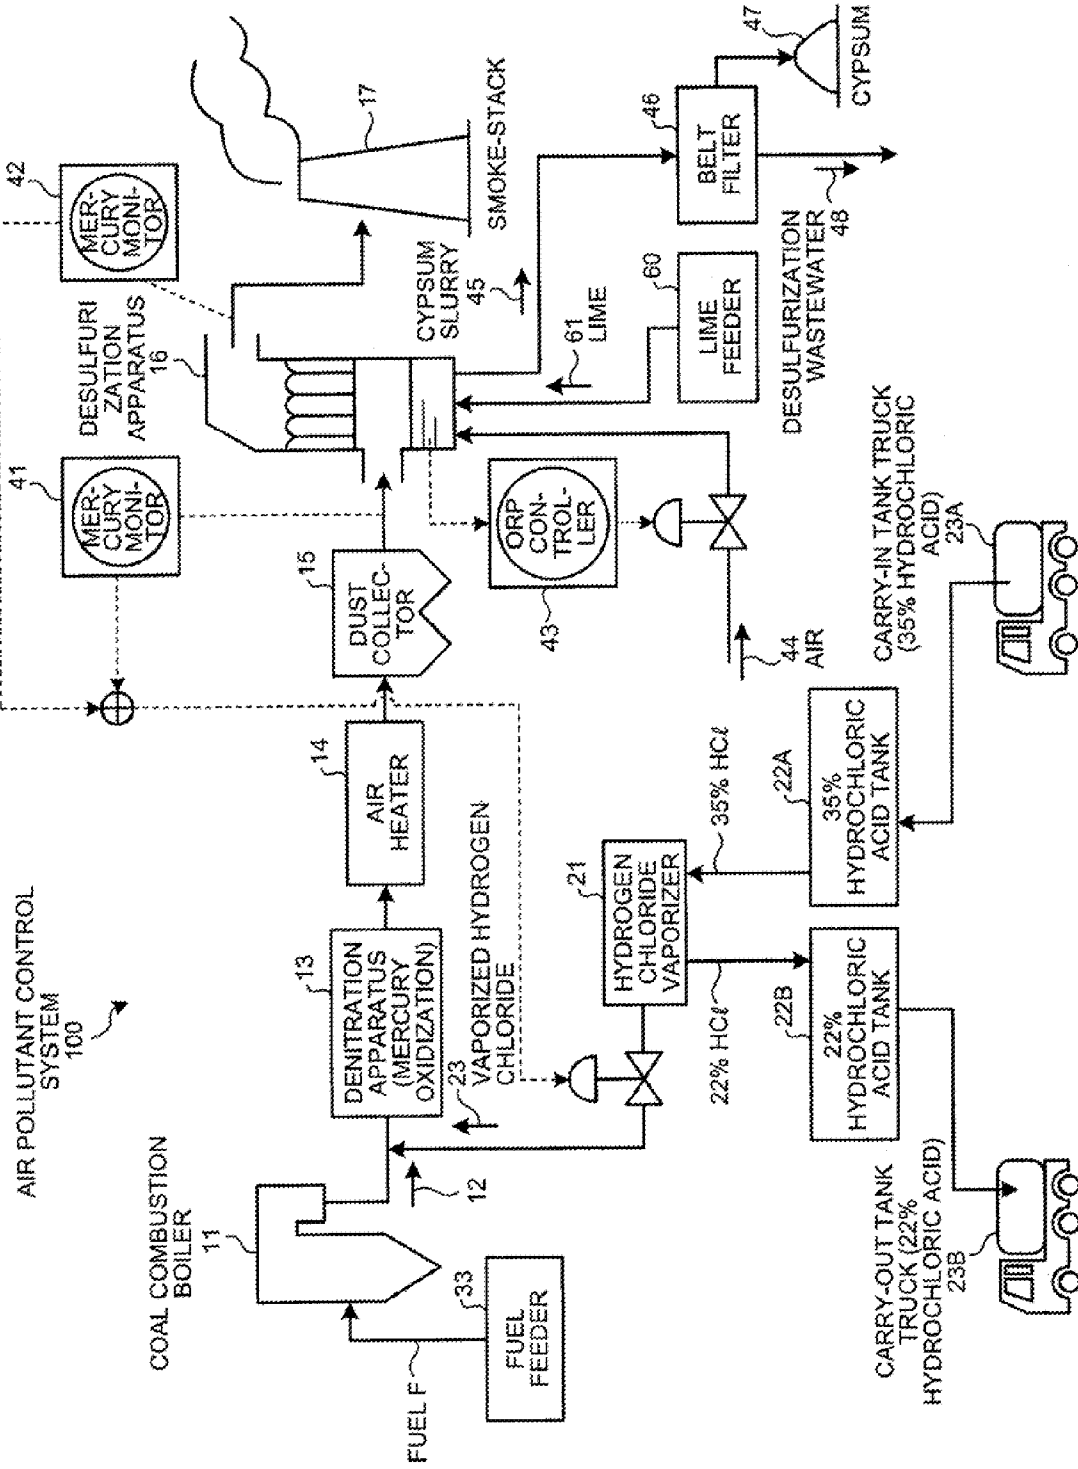 AIR POLLUTANT CONTROL
SYSTEM
100
COAL COMBUSTION
BOILER
11
FUEL F
33
FUEL
FEEDER
12
23
VAPORIZED HYDROGEN
CHLORIDE
13
DENITRATION
APPARATUS
(MERCURY
OXIDIZATION)
14
AIR
HEATER
15
DUST
COLLEC-
TOR
41
MER-
CURY
MONI-
TOR
42
MER-
CURY
MONI-
TOR
DESULFURI
ZATION
APPARATUS
16
17
SMOKE-STACK
43
ORP
CON-
TROL-
LER
44
AIR
CYPSUM
SLURRY
45
61
LIME
60
LIME
FEEDER
46
BELT
FILTER
47
CYPSUM
DESULFURIZATION
WASTEWATER
48
21
HYDROGEN
CHLORIDE
VAPORIZER
22% HCℓ
35% HCℓ
22B
22%
HYDROCHLORIC
ACID TANK
22A
35%
HYDROCHLORIC
ACID TANK
CARRY-OUT TANK
TRUCK (22%
HYDROCHLORIC ACID)
23B
CARRY-IN TANK TRUCK
(35% HYDROCHLORIC
ACID)
23A